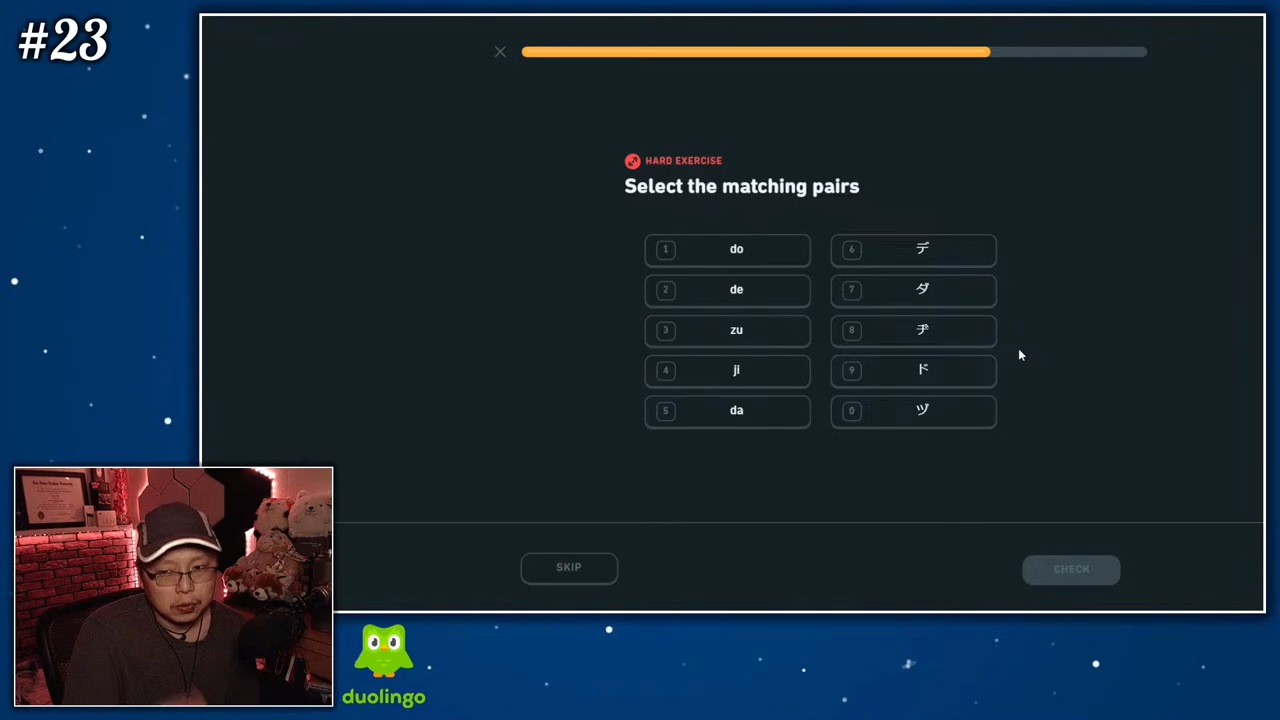 #23
HARD EXERCISE
Select the matching pairs
1 do
6 デ
2 de
7 ダ
3 zu
8 ヂ
4 ji
9 ド
5 da
0 ヅ
SKIP
CHECK
duolingo